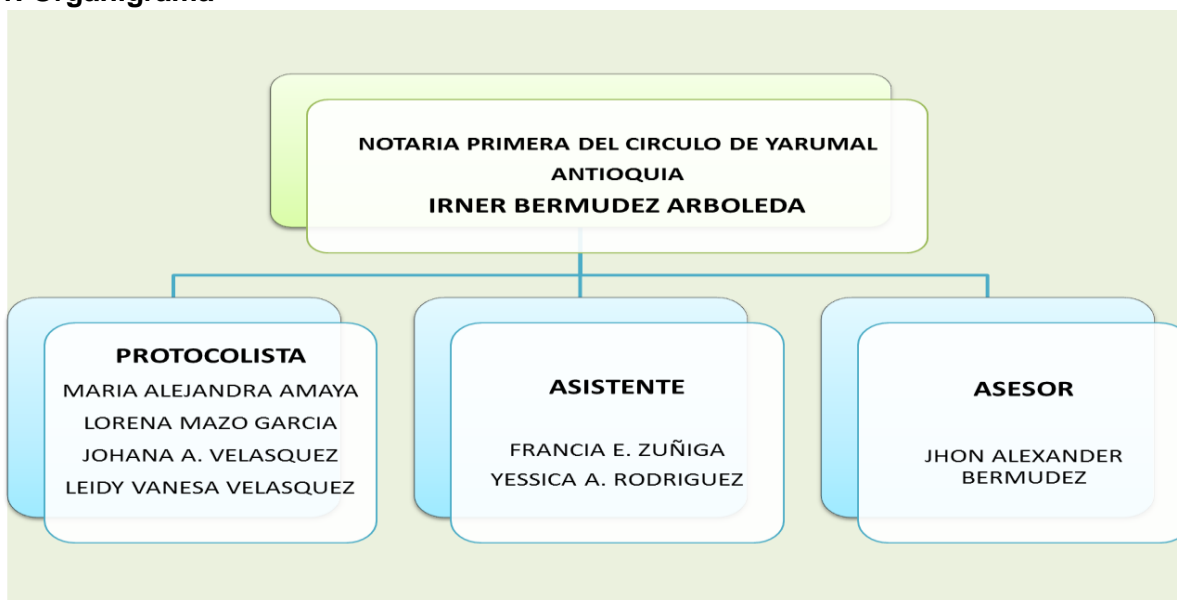 Organigrama
NOTARIA PRIMERA DEL CIRCULO DE YARUMAL
ANTIOQUIA
IRNER BERMUDEZ ARBOLEDA
PROTOCOLISTA
MARIA ALEJANDRA AMAYA
LORENA MAZO GARCIA
JOHANA A. VELASQUEZ
LEIDY VANESA VELASQUEZ
ASISTENTE
FRANCIA E. ZUÑIGA
YESSICA A. RODRIGUEZ
ASESOR
JHON ALEXANDER
BERMUDEZ